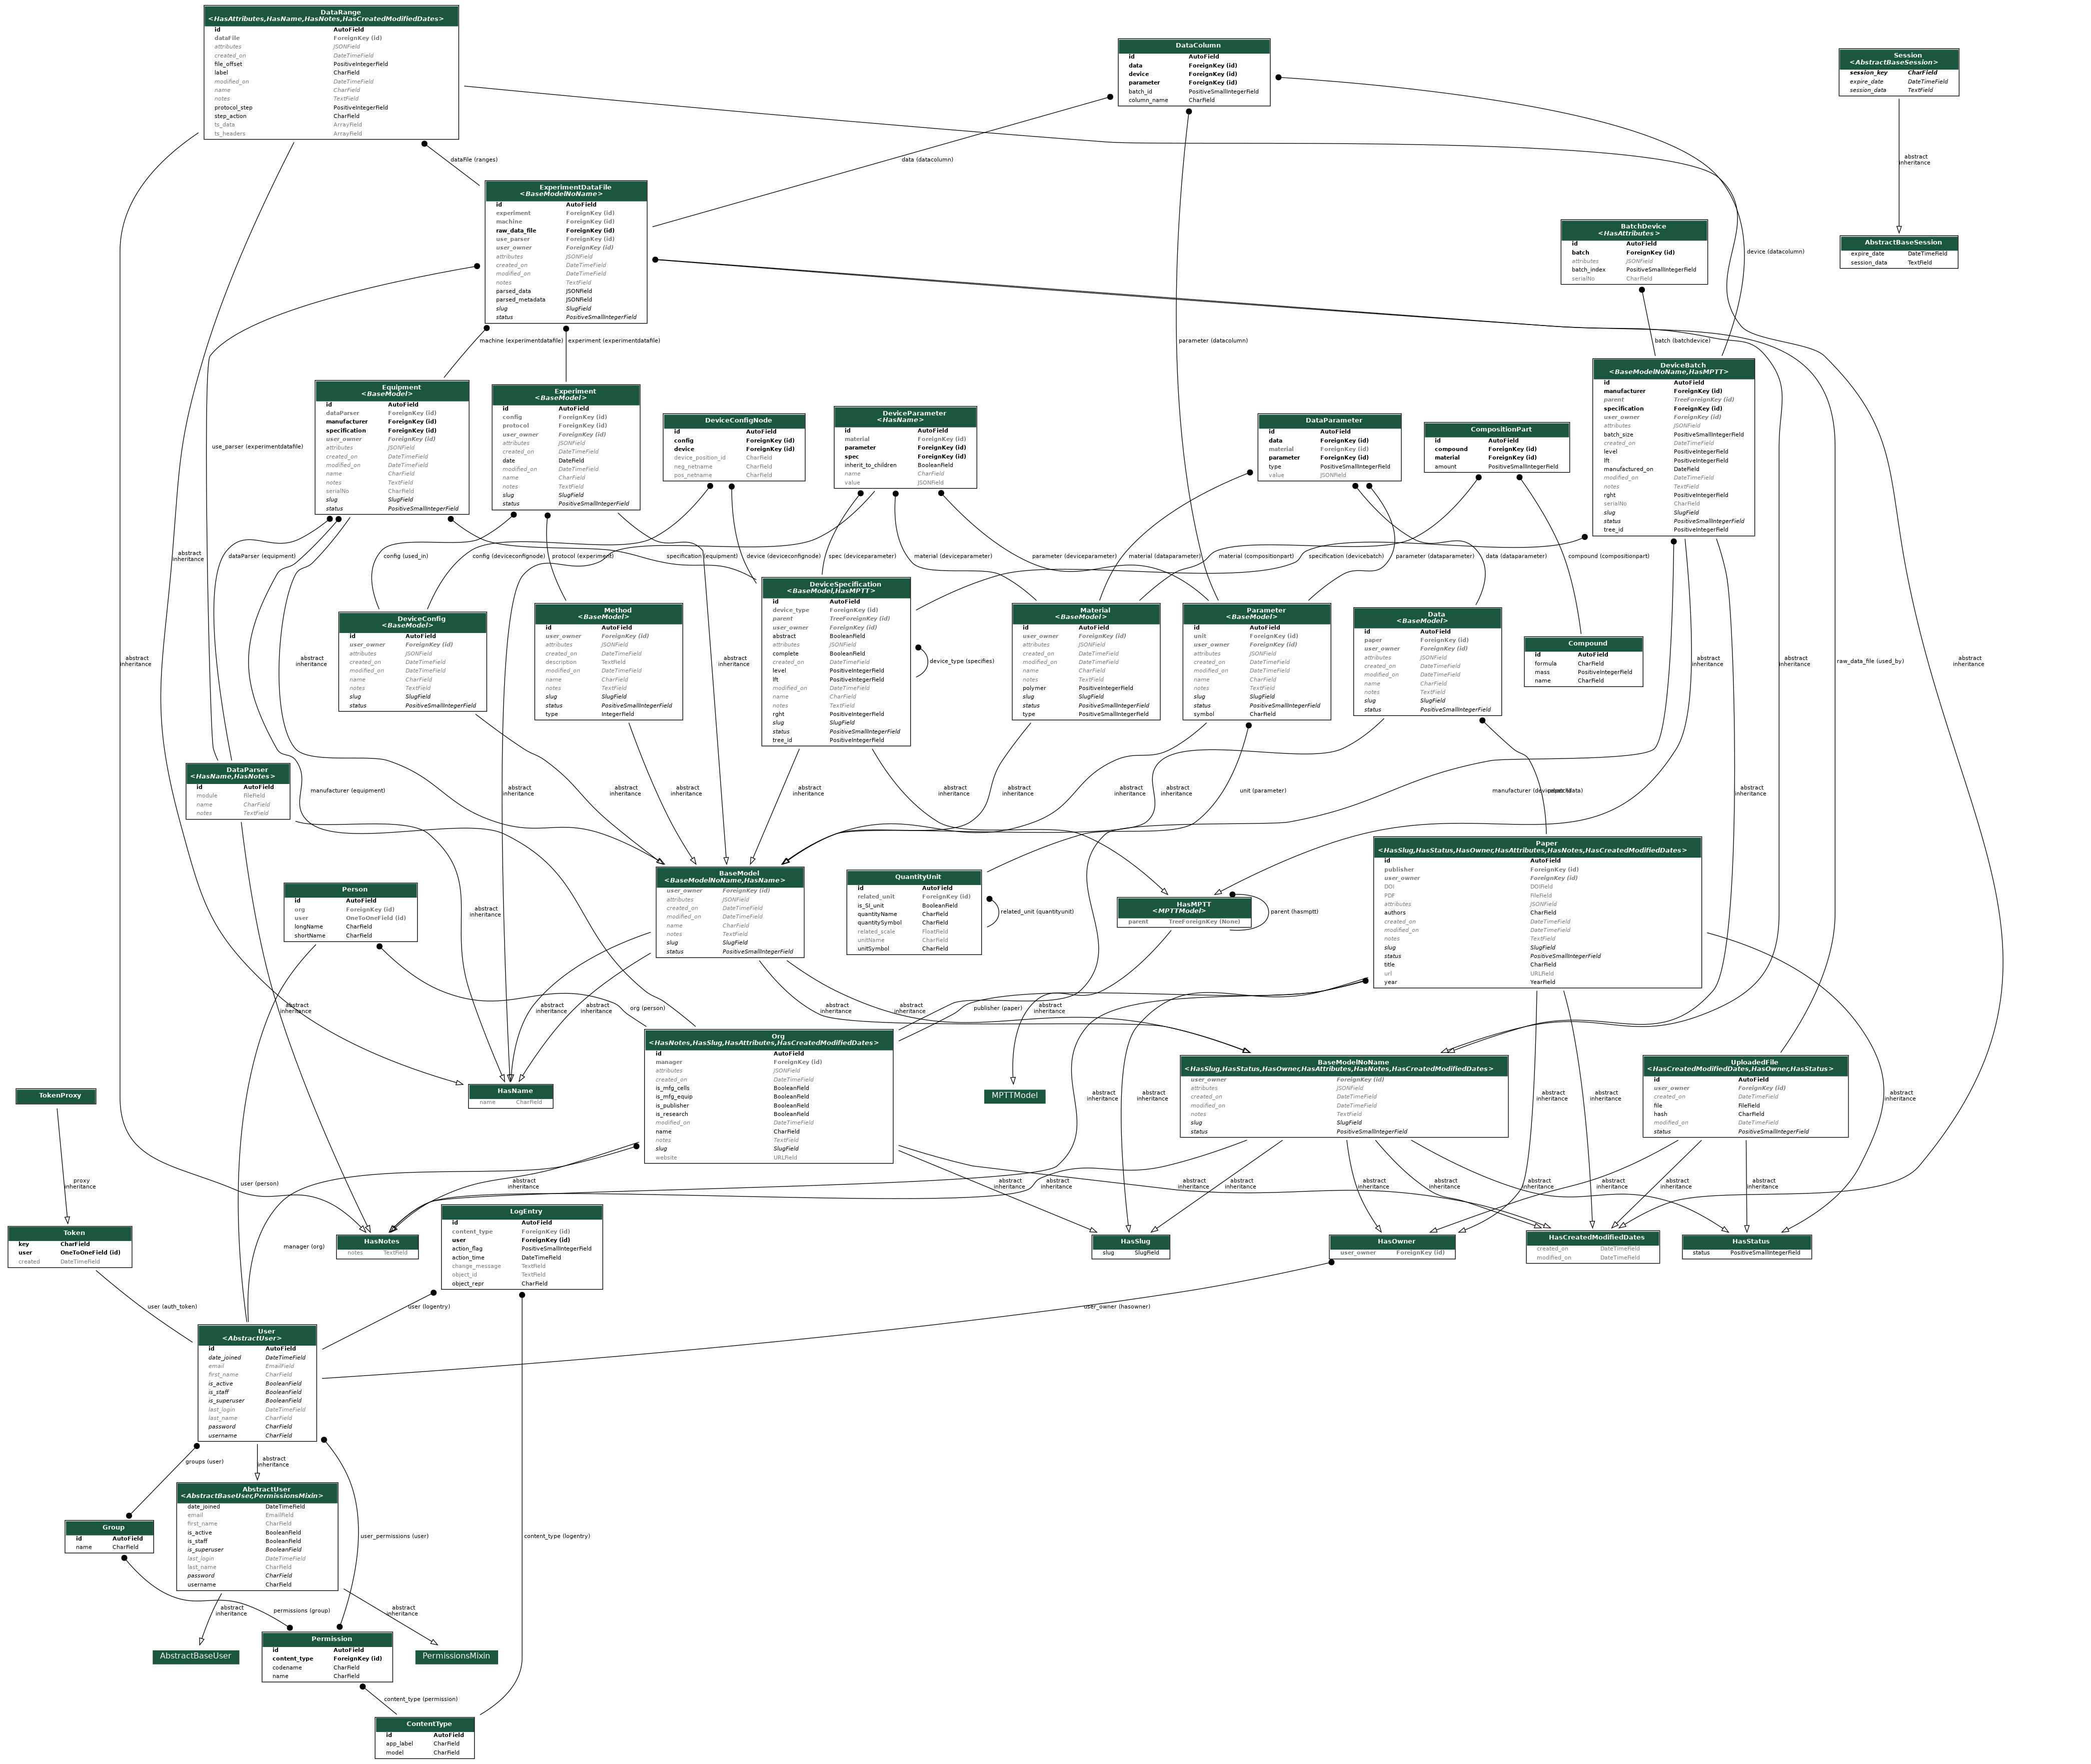 DataRange
<HasAttributes,HasName,HasNotes,HasCreatedModifiedDates>
id AutoField
dataFile ForeignKey (id)
attributes JSONField
created_on DateTimeField
file_offset PositiveIntegerField
label CharField
modified_on DateTimeField
name CharField
notes TextField
protocol_step PositiveIntegerField
step_action CharField
ts_data ArrayField
ts_headers ArrayField
DataColumn
id AutoField
data ForeignKey (id)
device ForeignKey (id)
parameter ForeignKey (id)
batch_id PositiveSmallIntegerField
column_name CharField
Session
<AbstractBaseSession>
session_key CharField
expire_date DateTimeField
session_data TextField
dataFile (ranges)
data (datacolumn)
abstract
inheritance
ExperimentDataFile
<BaseModelNoName>
id AutoField
experiment ForeignKey (id)
machine ForeignKey (id)
raw_data_file ForeignKey (id)
use_parser ForeignKey (id)
user_owner ForeignKey (id)
attributes JSONField
created_on DateTimeField
modified_on DateTimeField
notes TextField
parsed_data JSONField
parsed_metadata JSONField
slug SlugField
status PositiveSmallIntegerField
BatchDevice
<HasAttributes>
id AutoField
batch ForeignKey (id)
attributes JSONField
batch_index PositiveSmallIntegerField
serialNo CharField
device (datacolumn)
AbstractBaseSession
expire_date DateTimeField
session_data TextField
machine (experimentdatafile)
experiment (experimentdatafile)
parameter (datacolumn)
batch (batchdevice)
Equipment
<BaseModel>
id AutoField
dataParser ForeignKey (id)
manufacturer ForeignKey (id)
specification ForeignKey (id)
user_owner ForeignKey (id)
attributes JSONField
created_on DateTimeField
modified_on DateTimeField
name CharField
notes TextField
serialNo CharField
slug SlugField
status PositiveSmallIntegerField
Experiment
<BaseModel>
id AutoField
config ForeignKey (id)
protocol ForeignKey (id)
user_owner ForeignKey (id)
attributes JSONField
created_on DateTimeField
date DateField
modified_on DateTimeField
name CharField
notes TextField
slug SlugField
status PositiveSmallIntegerField
DeviceConfigNode
id AutoField
config ForeignKey (id)
device ForeignKey (id)
device_position_id CharField
neg_netname CharField
pos_netname CharField
DeviceParameter
<HasName>
id AutoField
material ForeignKey (id)
parameter ForeignKey (id)
spec ForeignKey (id)
inherit_to_children BooleanField
name CharField
value JSONField
DataParameter
id AutoField
data ForeignKey (id)
material ForeignKey (id)
parameter ForeignKey (id)
type PositiveSmallIntegerField
value JSONField
CompositionPart
id AutoField
compound ForeignKey (id)
material ForeignKey (id)
amount PositiveSmallIntegerField
DeviceBatch
<BaseModelNoName,HasMPTT>
id AutoField
manufacturer ForeignKey (id)
parent TreeForeignKey (id)
specification ForeignKey (id)
user_owner ForeignKey (id)
attributes JSONField
batch_size PositiveSmallIntegerField
created_on DateTimeField
level PositiveIntegerField
lft PositiveIntegerField
manufactured_on DateField
modified_on DateTimeField
notes TextField
rght PositiveIntegerField
serialNo CharField
slug SlugField
status PositiveSmallIntegerField
tree_id PositiveIntegerField
use_parser (experimentdatafile)
abstract
inheritance
dataParser (equipment)
config (used_in)
config (deviceconfignode)
protocol (experiment)
specification (equipment)
device (deviceconfignode)
spec (deviceparameter)
material (deviceparameter)
parameter (deviceparameter)
material (dataparameter)
material (compositionpart)
specification (devicebatch)
parameter (dataparameter)
data (dataparameter)
compound (compositionpart)
DeviceConfig
<BaseModel>
id AutoField
user_owner ForeignKey (id)
attributes JSONField
created_on DateTimeField
modified_on DateTimeField
name CharField
notes TextField
slug SlugField
status PositiveSmallIntegerField
Method
<BaseModel>
id AutoField
user_owner ForeignKey (id)
attributes JSONField
created_on DateTimeField
description TextField
modified_on DateTimeField
name CharField
notes TextField
slug SlugField
status PositiveSmallIntegerField
type IntegerField
DeviceSpecification
<BaseModel,HasMPTT>
id AutoField
device_type ForeignKey (id)
parent TreeForeignKey (id)
user_owner ForeignKey (id)
abstract BooleanField
attributes JSONField
complete BooleanField
created_on DateTimeField
level PositiveIntegerField
lft PositiveIntegerField
modified_on DateTimeField
name CharField
notes TextField
rght PositiveIntegerField
slug SlugField
status PositiveSmallIntegerField
tree_id PositiveIntegerField
device_type (specifies)
Material
<BaseModel>
id AutoField
user_owner ForeignKey (id)
attributes JSONField
created_on DateTimeField
modified_on DateTimeField
name CharField
notes TextField
polymer PositiveIntegerField
slug SlugField
status PositiveSmallIntegerField
type PositiveSmallIntegerField
Parameter
<BaseModel>
id AutoField
unit ForeignKey (id)
user_owner ForeignKey (id)
attributes JSONField
created_on DateTimeField
modified_on DateTimeField
name CharField
notes TextField
slug SlugField
status PositiveSmallIntegerField
symbol CharField
Data
<BaseModel>
id AutoField
paper ForeignKey (id)
user_owner ForeignKey (id)
attributes JSONField
created_on DateTimeField
modified_on DateTimeField
name CharField
notes TextField
slug SlugField
status PositiveSmallIntegerField
Compound
id AutoField
formula CharField
mass PositiveIntegerField
name CharField
abstract
inheritance
abstract
inheritance
abstract
inheritance
abstract
inheritance
abstract
inheritance
raw_data_file (used_by)
abstract
inheritance
DataParser
<HasName,HasNotes>
id AutoField
module FileField
name CharField
notes TextField
manufacturer (equipment)
abstract
inheritance
abstract
inheritance
abstract
inheritance
abstract
inheritance
abstract
inheritance
abstract
inheritance
abstract
inheritance
abstract
inheritance
unit (parameter)
manufacturer (devicebatch)
paper (data)
abstract
inheritance
Person
id AutoField
org ForeignKey (id)
user OneToOneField (id)
longName CharField
shortName CharField
abstract
inheritance
BaseModel
<BaseModelNoName,HasName>
user_owner ForeignKey (id)
attributes JSONField
created_on DateTimeField
modified_on DateTimeField
name CharField
notes TextField
slug SlugField
status PositiveSmallIntegerField
QuantityUnit
id AutoField
related_unit ForeignKey (id)
is_SI_unit BooleanField
quantityName CharField
quantitySymbol CharField
related_scale FloatField
unitName CharField
unitSymbol CharField
related_unit (quantityunit)
HasMPTT
<MPTTModel>
parent TreeForeignKey (None)
parent (hasmptt)
Paper
<HasSlug,HasStatus,HasOwner,HasAttributes,HasNotes,HasCreatedModifiedDates>
id AutoField
publisher ForeignKey (id)
user_owner ForeignKey (id)
DOI DOIField
PDF FileField
attributes JSONField
authors CharField
created_on DateTimeField
modified_on DateTimeField
notes TextField
slug SlugField
status PositiveSmallIntegerField
title CharField
url URLField
year YearField
abstract
inheritance
abstract
inheritance
abstract
inheritance
org (person)
abstract
inheritance
abstract
inheritance
publisher (paper)
abstract
inheritance
Org
<HasNotes,HasSlug,HasAttributes,HasCreatedModifiedDates>
id AutoField
manager ForeignKey (id)
attributes JSONField
created_on DateTimeField
is_mfg_cells BooleanField
is_mfg_equip BooleanField
is_publisher BooleanField
is_research BooleanField
modified_on DateTimeField
name CharField
notes TextField
slug SlugField
website URLField
BaseModelNoName
<HasSlug,HasStatus,HasOwner,HasAttributes,HasNotes,HasCreatedModifiedDates>
user_owner ForeignKey (id)
attributes JSONField
created_on DateTimeField
modified_on DateTimeField
notes TextField
slug SlugField
status PositiveSmallIntegerField
UploadedFile
<HasCreatedModifiedDates,HasOwner,HasStatus>
id AutoField
user_owner ForeignKey (id)
created_on DateTimeField
file FileField
hash CharField
modified_on DateTimeField
status PositiveSmallIntegerField
TokenProxy
HasName
name CharField
MPTTModel
abstract
inheritance
abstract
inheritance
abstract
inheritance
abstract
inheritance
abstract
inheritance
proxy
inheritance
user (person)
abstract
inheritance
abstract
inheritance
abstract
inheritance
abstract
inheritance
abstract
inheritance
abstract
inheritance
abstract
inheritance
abstract
inheritance
abstract
inheritance
abstract
inheritance
abstract
inheritance
Token
key CharField
user OneToOneField (id)
created DateTimeField
manager (org)
HasNotes
notes TextField
LogEntry
id AutoField
content_type ForeignKey (id)
user ForeignKey (id)
action_flag PositiveSmallIntegerField
action_time DateTimeField
change_message TextField
object_id TextField
object_repr CharField
HasSlug
slug SlugField
HasOwner
user_owner ForeignKey (id)
HasCreatedModifiedDates
created_on DateTimeField
modified_on DateTimeField
HasStatus
status PositiveSmallIntegerField
user (auth_token)
user (logentry)
user_owner (hasowner)
User
<AbstractUser>
id AutoField
date_joined DateTimeField
email EmailField
first_name CharField
is_active BooleanField
is_staff BooleanField
is_superuser BooleanField
last_login DateTimeField
last_name CharField
password CharField
username CharField
groups (user)
abstract
inheritance
AbstractUser
<AbstractBaseUser,PermissionsMixin>
date_joined DateTimeField
email EmailField
first_name CharField
is_active BooleanField
is_staff BooleanField
is_superuser BooleanField
last_login DateTimeField
last_name CharField
password CharField
username CharField
Group
id AutoField
name CharField
user_permissions (user)
content_type (logentry)
abstract
inheritance
permissions (group)
abstract
inheritance
AbstractBaseUser
Permission
id AutoField
content_type ForeignKey (id)
codename CharField
name CharField
PermissionsMixin
content_type (permission)
ContentType
id AutoField
app_label CharField
model CharField